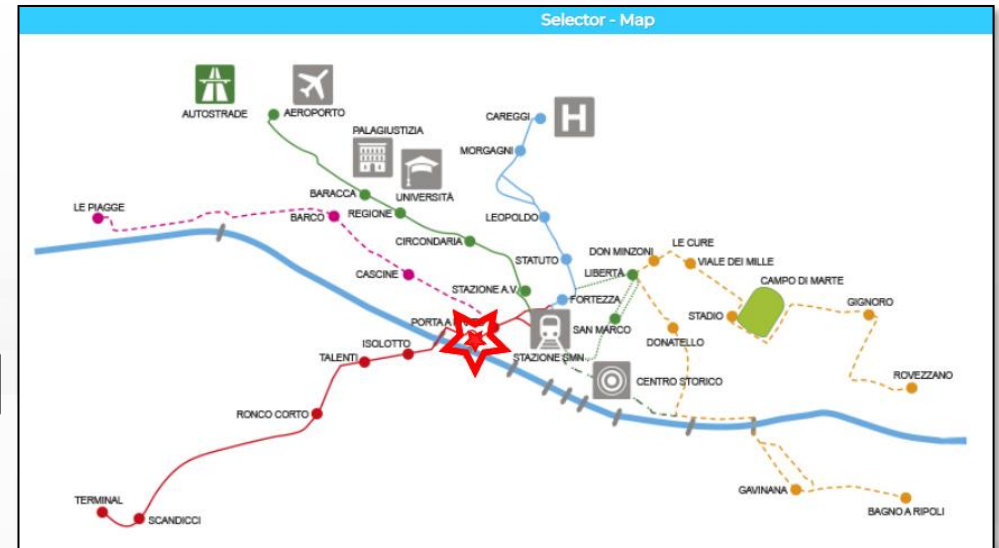 Selector - Map
AUTOSTRADE
AEROPORTO
CAREGGI
H
PALAGIUSTIZIA
MORGAGNI
BARACCA
UNIVERSITÀ
LE PIAGGE
BARCO
REGIONE
LEOPOLDO
CIRCONDARIA
DON MINZONI
LE CURE
STATUTO
VIALE DEI MILLE
CASCINE
LIBERTÀ
CAMPO DI MARTE
STAZIONE A.V.
FORTEZZA
GIGNORO
PORTA A
STADIO
SAN MARCO
ISOLOTTO
DONATELLO
TALENTI
STAZIONE SMN
ROVEZZANO
CENTRO STORICO
RONCO CORTO
GAVINANA
TERMINAL
BAGNO A RIPOLI
SCANDICCI